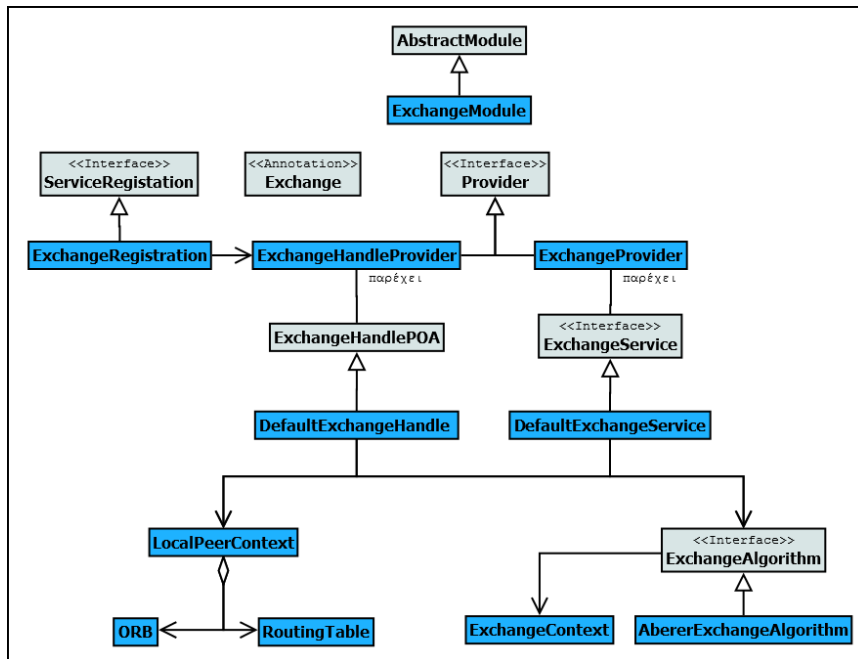 AbstractModule
ExchangeModule
<<Interface>>
ServiceRegistation
<<Annotation>>
Exchange
<<Interface>>
Provider
ExchangeRegistration
ExchangeHandleProvider
ExchangeProvider
παρέχει
παρέχει
ExchangeHandlePOA
<<Interface>>
ExchangeService
DefaultExchangeHandle
DefaultExchangeService
LocalPeerContext
<<Interface>>
ExchangeAlgorithm
ORB
RoutingTable
ExchangeContext
AbererExchangeAlgorithm